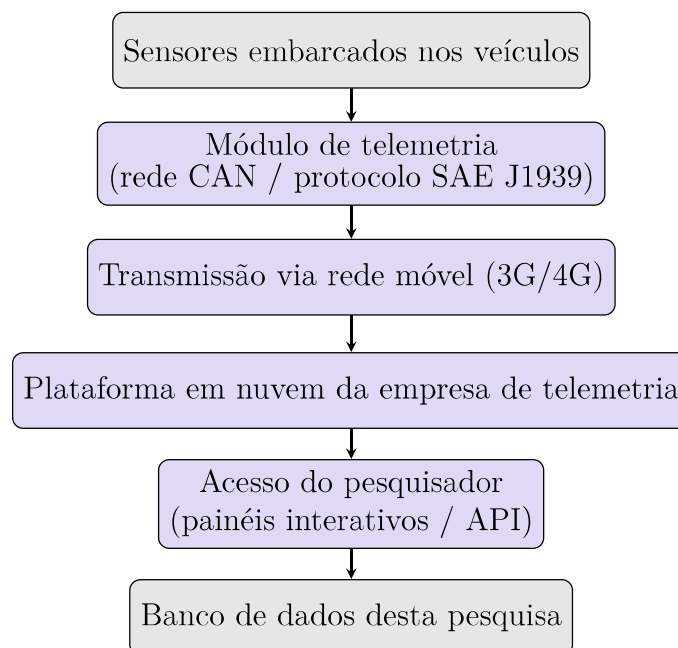 Sensores embarcados nos veículos
Módulo de telemetria
(rede CAN / protocolo SAE J1939)
Transmissão via rede móvel (3G/4G)
Plataforma em nuvem da empresa de telemetria
Acesso do pesquisador
(painéis interativos / API)
Banco de dados desta pesquisa